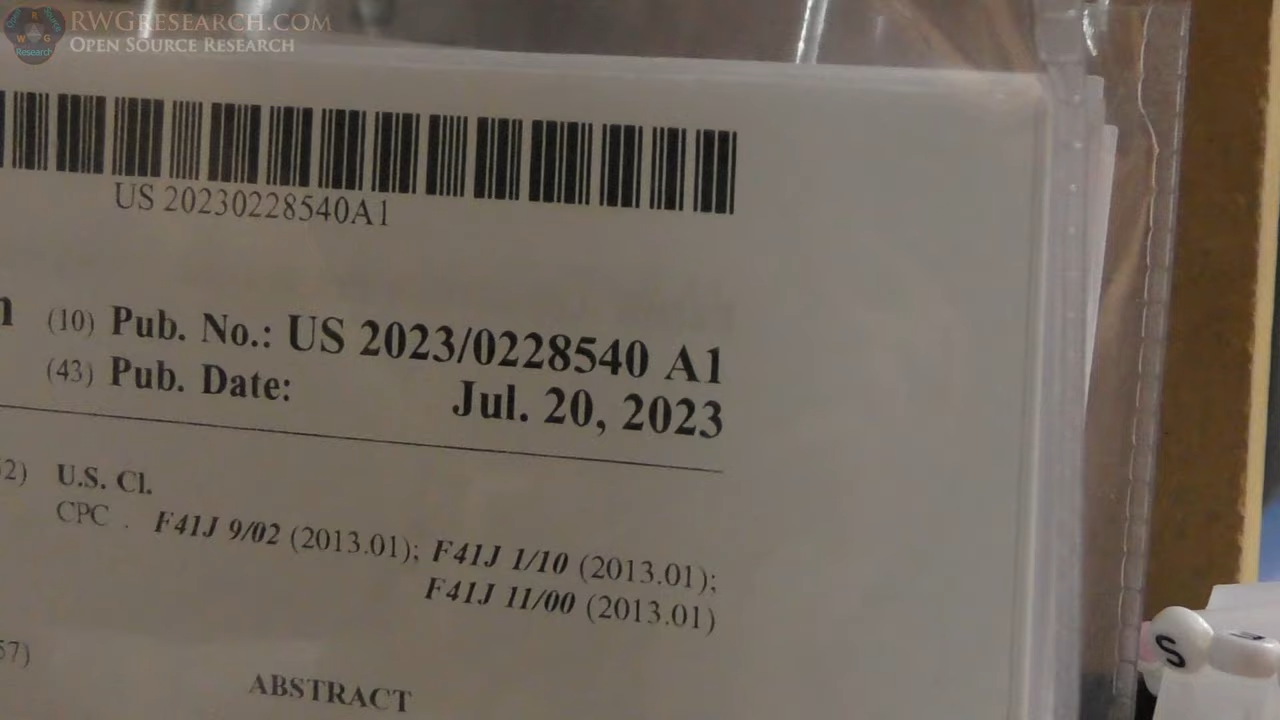 RWGRESEARCH.COM
OPEN SOURCE RESEARCH
US 20230228540A1
(10) Pub. No.: US 2023/0228540 A1
(43) Pub. Date: Jul. 20, 2023
U.S. Cl.
CPC . F41J 9/02 (2013.01); F41J 1/10 (2013.01);
F41J 11/00 (2013.01)
ABSTRACT
S